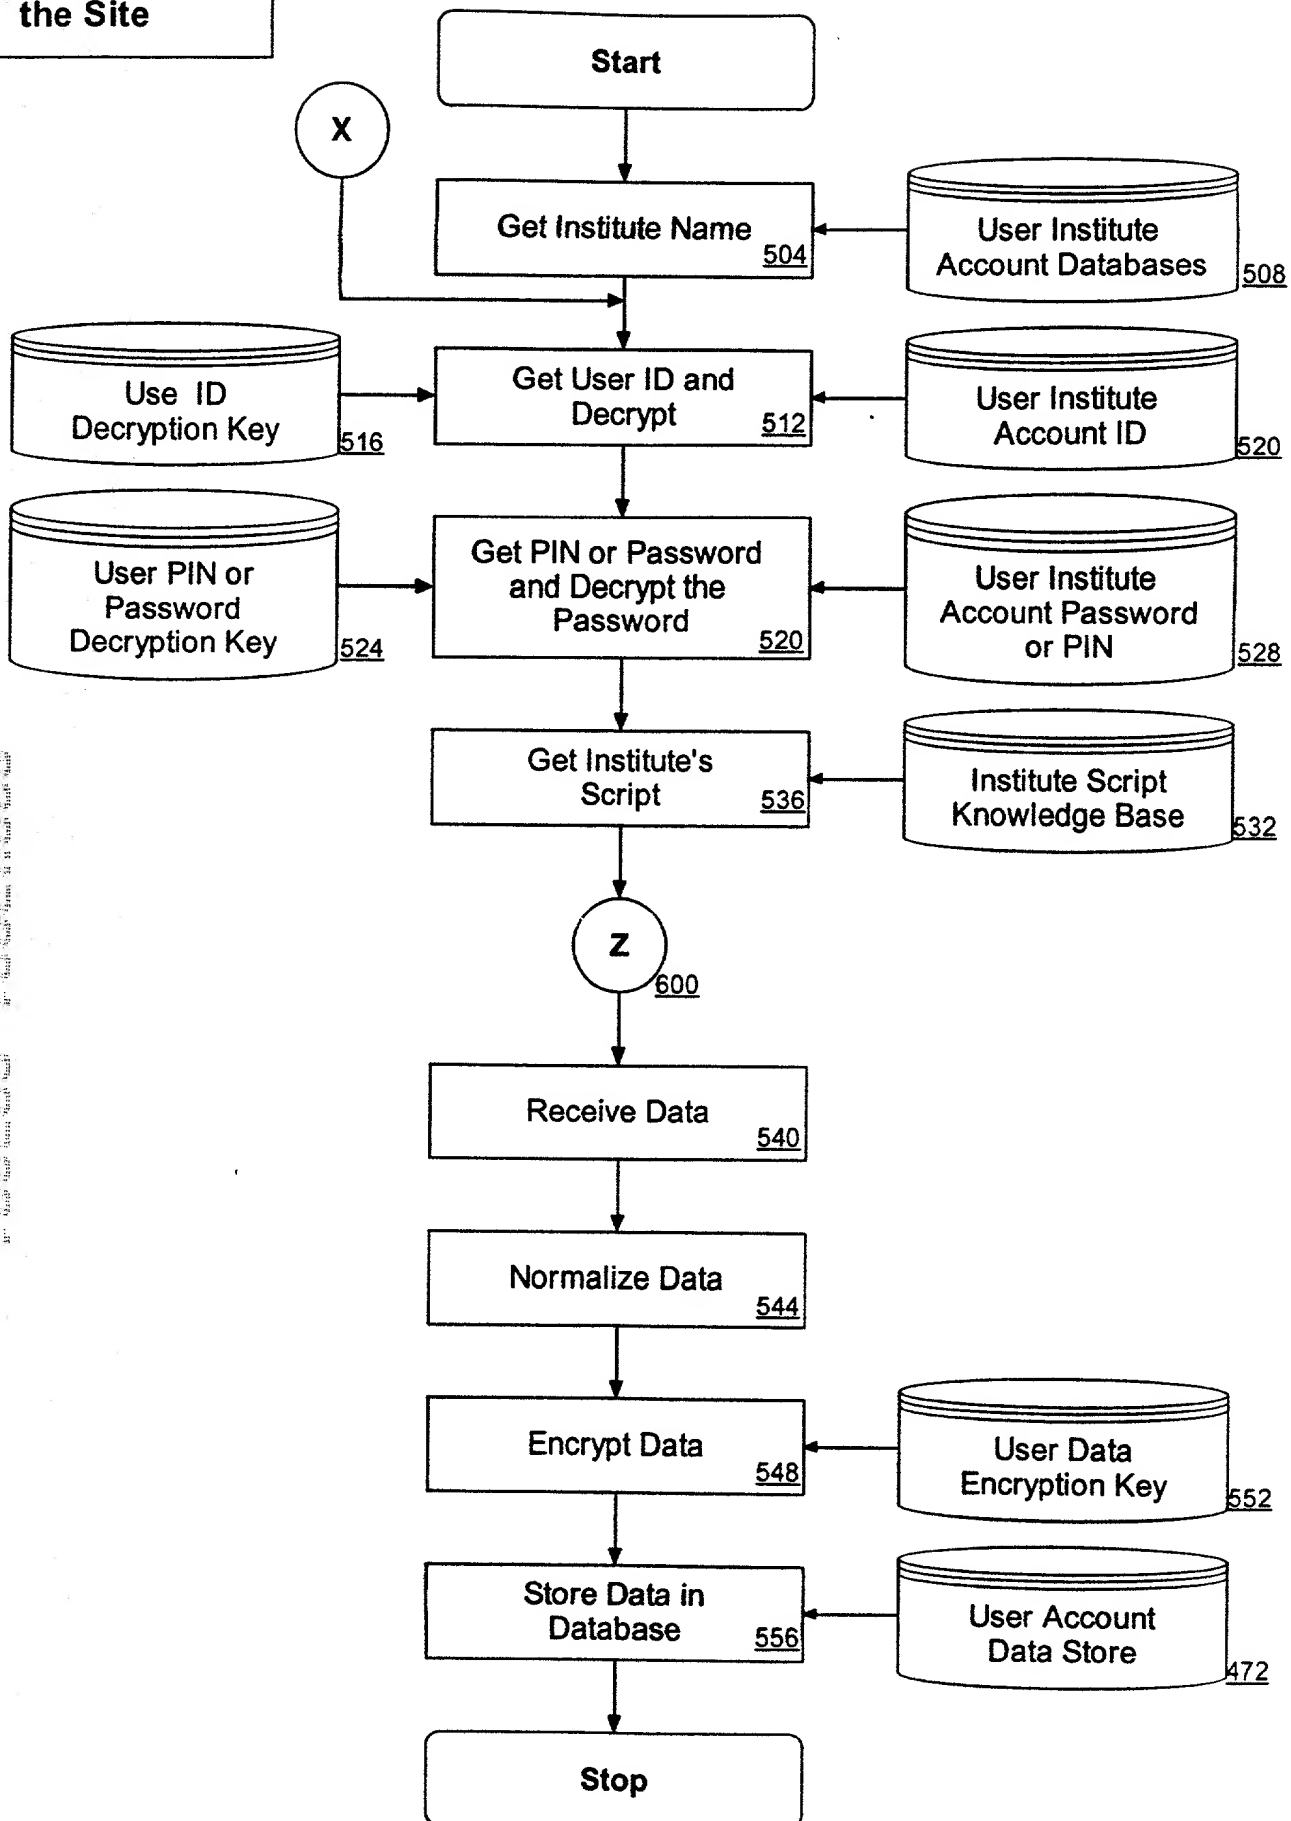 the Site
Start
X
Get Institute Name
504
User Institute
Account Databases
508
Use ID
Decryption Key
516
Get User ID and
Decrypt
512
User Institute
Account ID
520
User PIN or
Password
Decryption Key
524
Get PIN or Password
and Decrypt the
Password
520
User Institute
Account Password
or PIN
528
Get Institute's
Script
536
Institute Script
Knowledge Base
532
Z
600
Receive Data
540
Normalize Data
544
Encrypt Data
548
User Data
Encryption Key
552
Store Data in
Database
556
User Account
Data Store
472
Stop